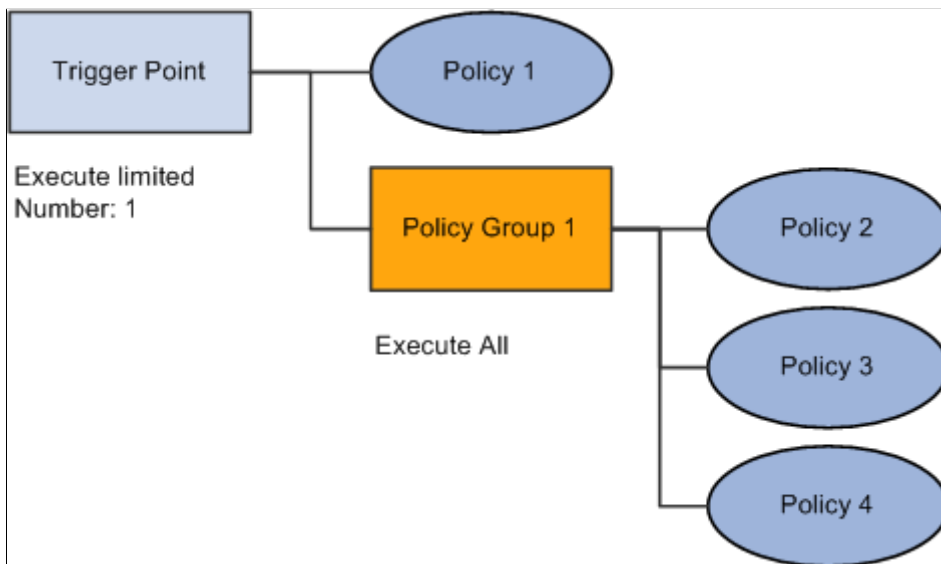 Trigger Point
Policy 1
Execute limited
Number: 1
Policy Group 1
Policy 2
Execute All
Policy 3
Policy 4